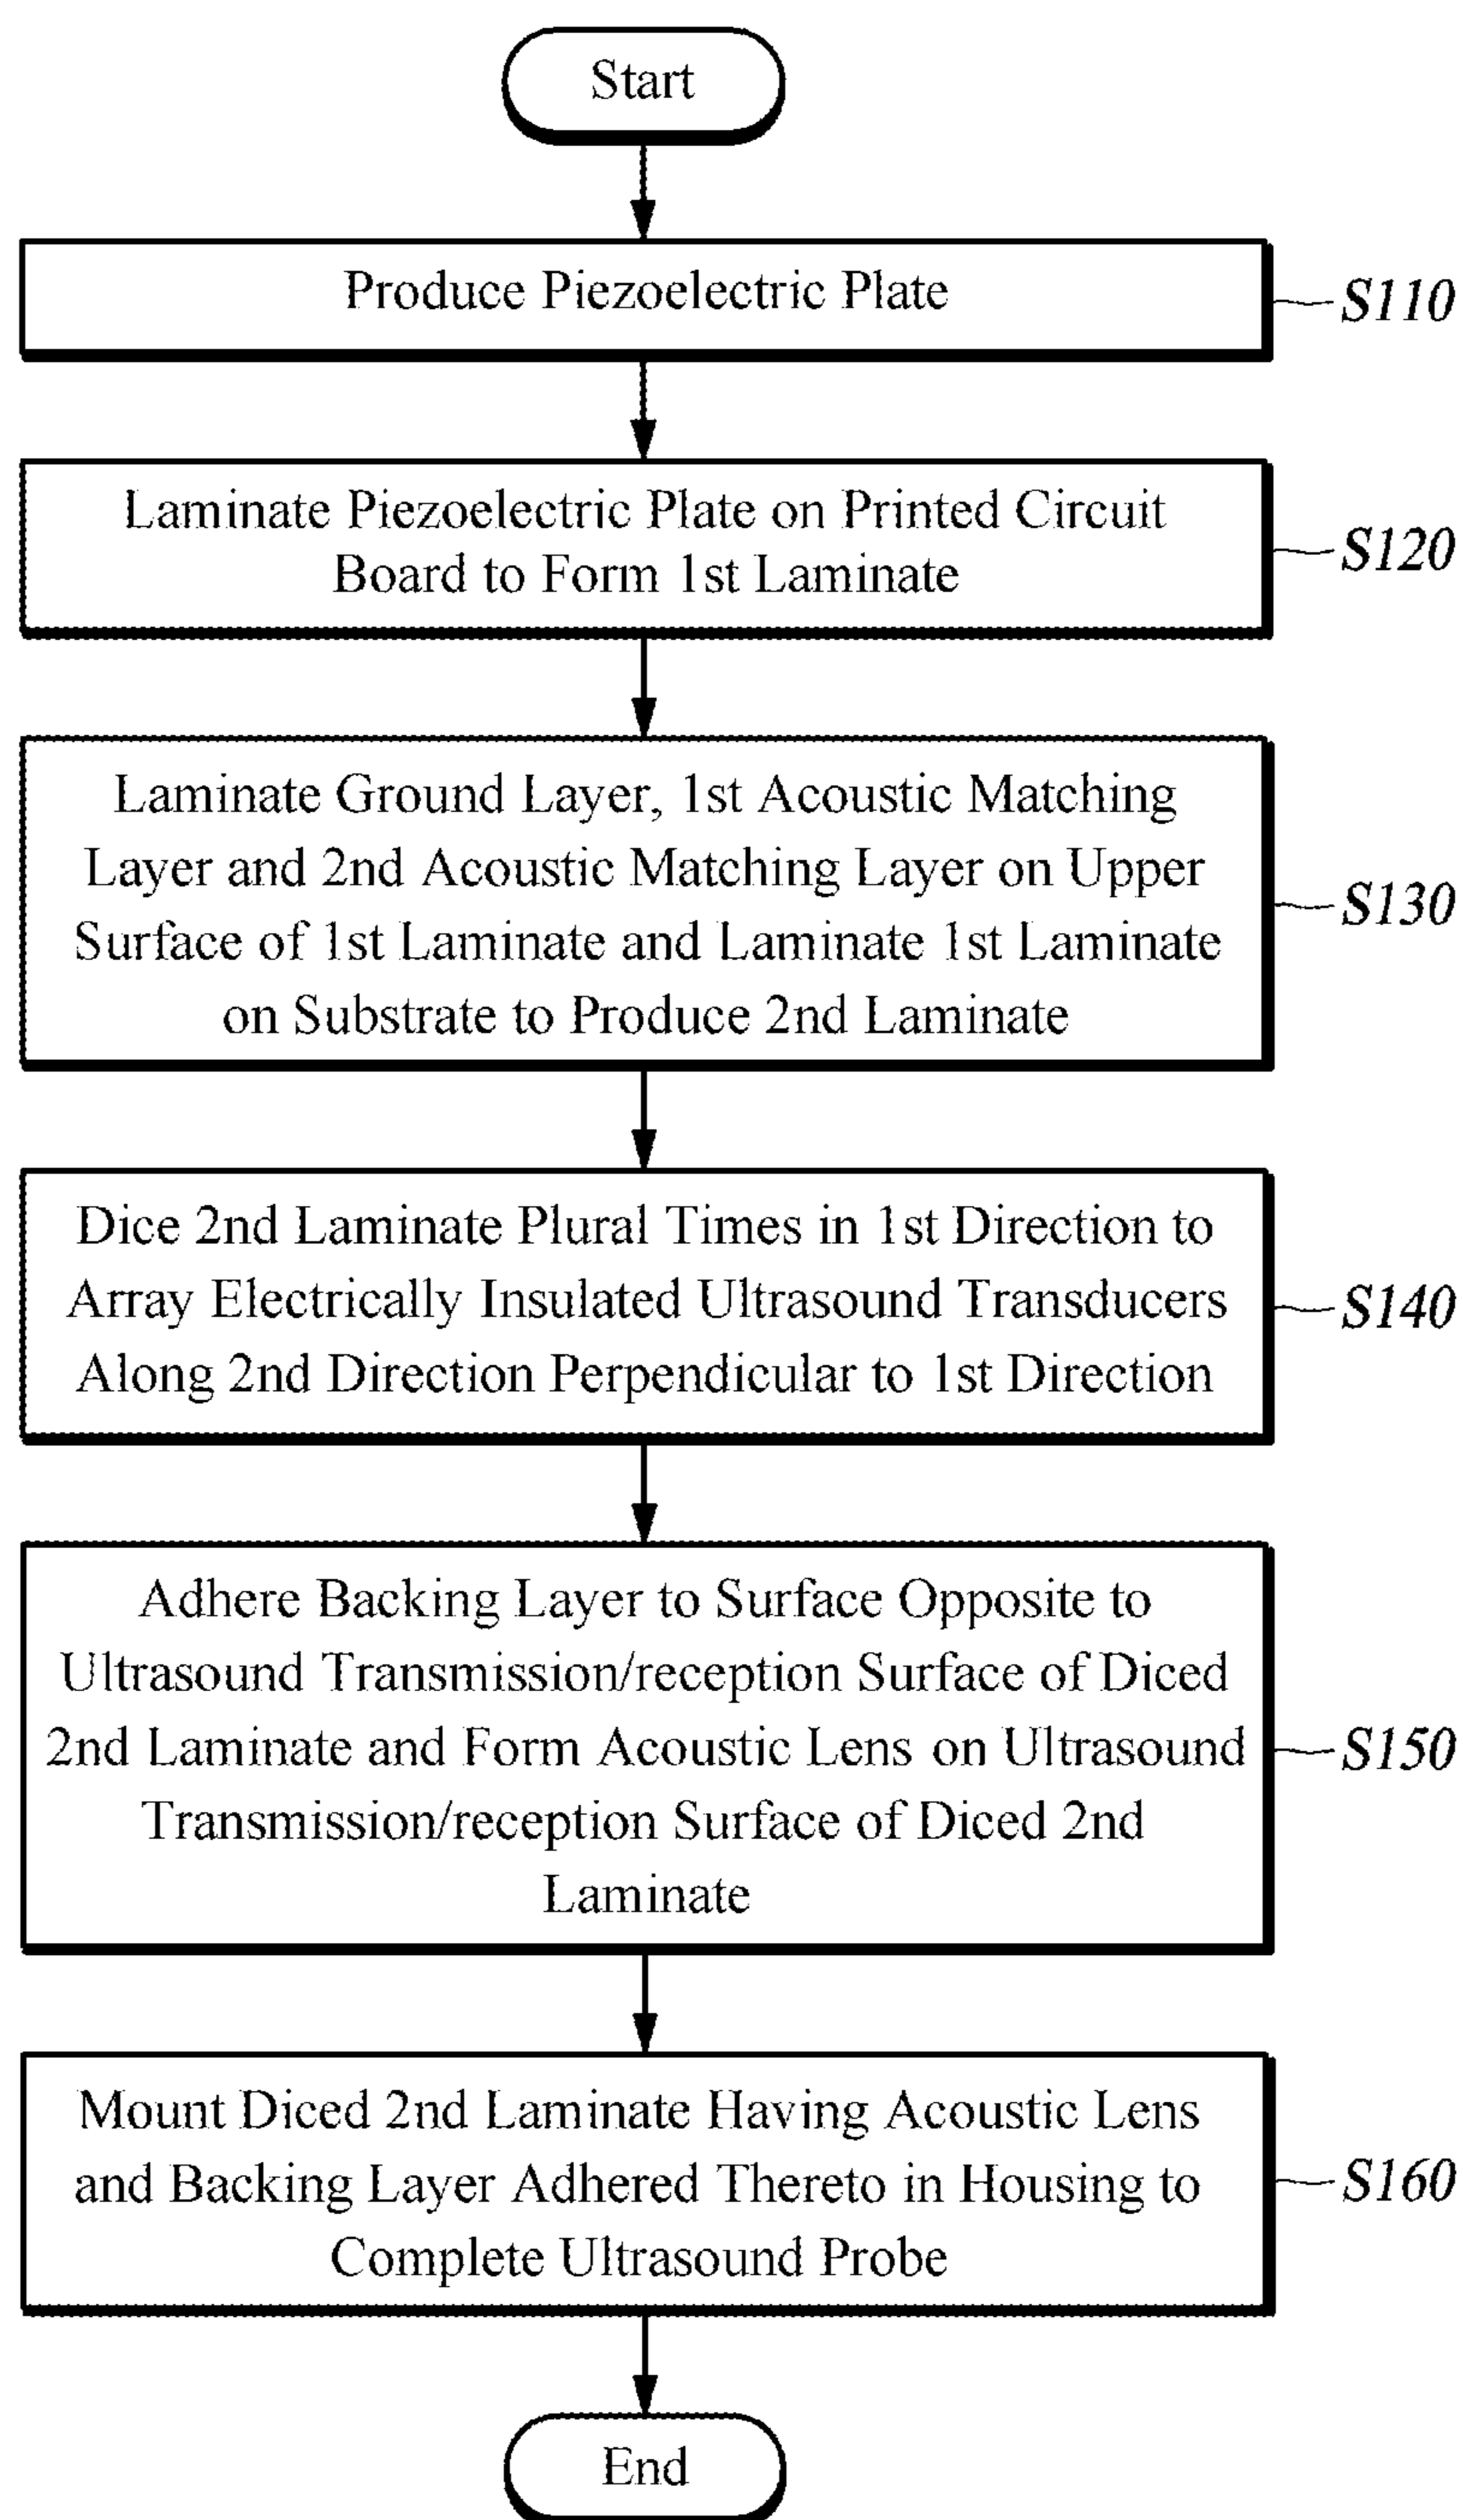 Start
Produce Piezoelectric Plate
S110
Laminate Piezoelectric Plate on Printed Circuit
Board to Form 1st Laminate
S120
Laminate Ground Layer, 1st Acoustic Matching
Layer and 2nd Acoustic Matching Layer on Upper
Surface of 1st Laminate and Laminate 1st Laminate
on Substrate to Produce 2nd Laminate
S130
Dice 2nd Laminate Plural Times in 1st Direction to
Array Electrically Insulated Ultrasound Transducers
Along 2nd Direction Perpendicular to 1st Direction
S140
Adhere Backing Layer to Surface Opposite to
Ultrasound Transmission/reception Surface of Diced
2nd Laminate and Form Acoustic Lens on Ultrasound
Transmission/reception Surface of Diced 2nd
Laminate
S150
Mount Diced 2nd Laminate Having Acoustic Lens
and Backing Layer Adhered Thereto in Housing to
Complete Ultrasound Probe
S160
End